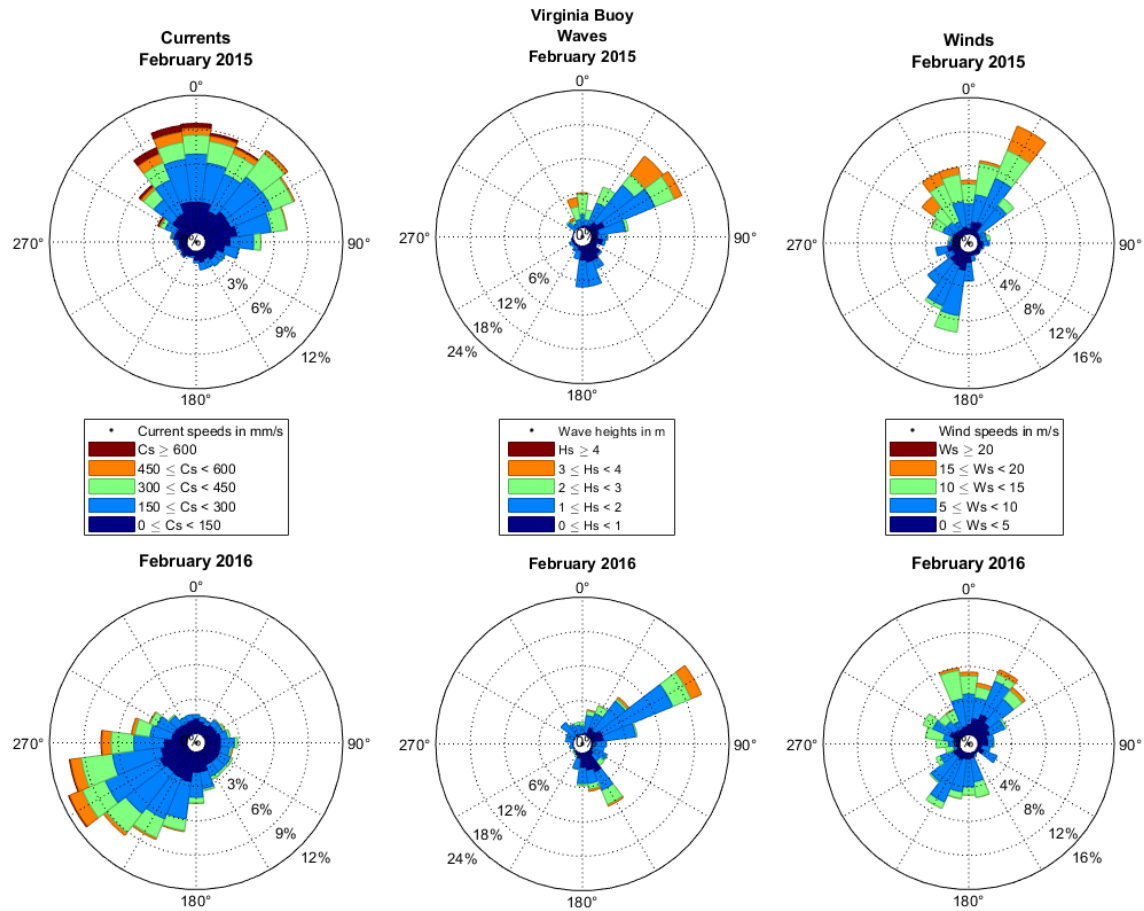 Currents
February 2015
0°
270°
90°
%
3%
6%
9%
12%
180°
Virginia Buoy
Waves
February 2015
0%
6%
12%
18%
24%
180°
Winds
February 2015
0°
270°
90°
%
4%
8%
12%
16%
180°
Current speeds in mm/s
Cs ≥ 600
450 ≤ Cs < 600
300 ≤ Cs < 450
150 ≤ Cs < 300
0 ≤ Cs < 150
Wave heights in m
Hs ≥ 4
3 ≤ Hs < 4
2 ≤ Hs < 3
1 ≤ Hs < 2
0 ≤ Hs < 1
Wind speeds in m/s
Ws ≥ 20
15 ≤ Ws < 20
10 ≤ Ws < 15
5 ≤ Ws < 10
0 ≤ Ws < 5
February 2016
0°
270°
90°
%
3%
6%
9%
12%
180°
February 2016
0°
270°
90°
0%
6%
12%
18%
24%
180°
February 2016
0°
270°
90°
%
4%
8%
12%
16%
180°